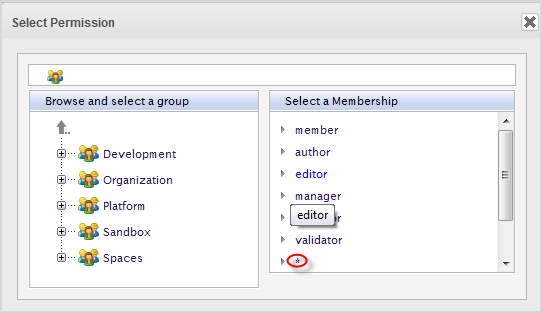 Select Permission
Browse and select a group
..
Development
Organization
Platform
Sandbox
Spaces
Select a Membership
member
author
editor
manager
editor
validator
*